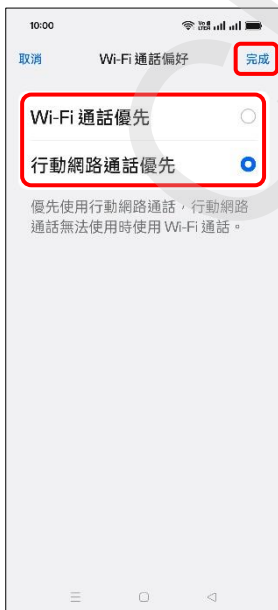 10:00
取消 Wi-Fi 通話偏好 完成
Wi-Fi 通話優先
行動網路通話優先
優先使用行動網路通話，行動網路
通話無法使用時使用 Wi-Fi 通話。